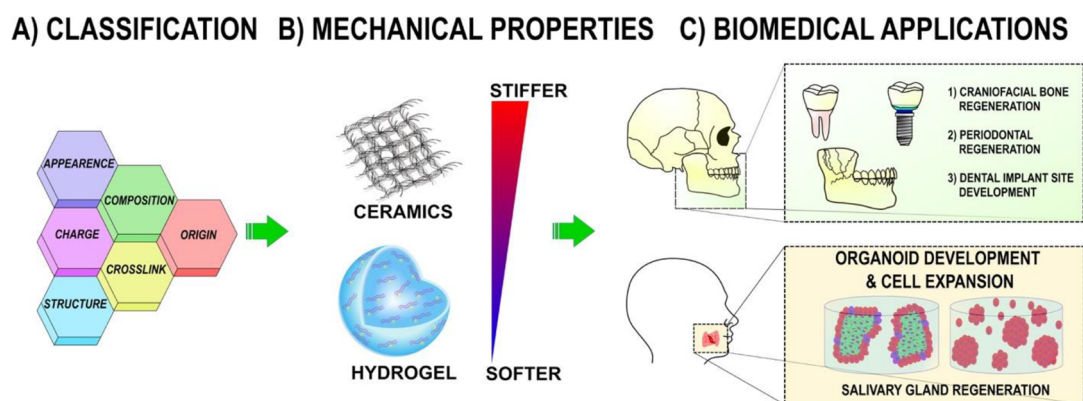 A) CLASSIFICATION
APPEARENCE
COMPOSITION
CHARGE
ORIGIN
CROSSLINK
STRUCTURE
B) MECHANICAL PROPERTIES
STIFFER
CERAMICS
HYDROGEL
SOFTER
C) BIOMEDICAL APPLICATIONS
1) CRANIOFACIAL BONE
REGENERATION
2) PERIODONTAL
REGENERATION
3) DENTAL IMPLANT SITE
DEVELOPMENT
ORGANOID DEVELOPMENT
& CELL EXPANSION
SALIVARY GLAND REGENERATION